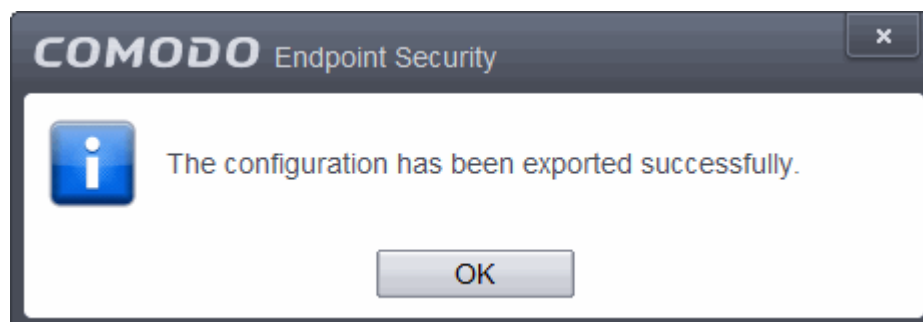 COMODO Endpoint Security
The configuration has been exported successfully.
OK